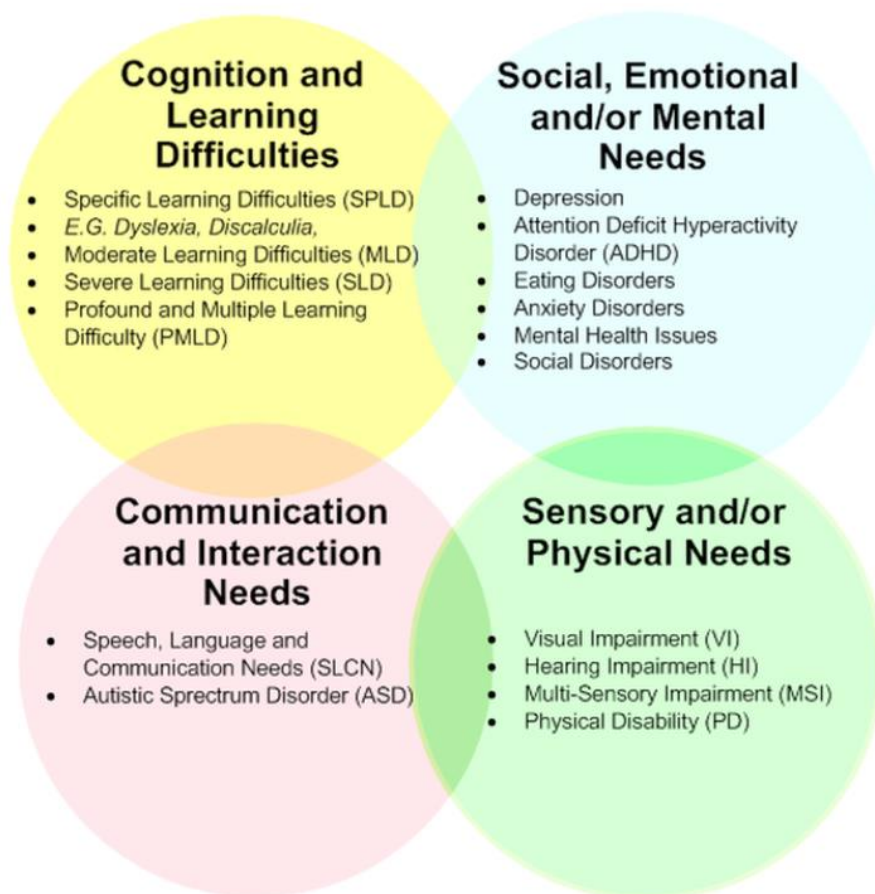 Cognition and
Learning
Difficulties
• Specific Learning Difficulties (SPLD)
• E.G. Dyslexia, Discalculia,
• Moderate Learning Difficulties (MLD)
• Severe Learning Difficulties (SLD)
• Profound and Multiple Learning
Difficulty (PMLD)
Social, Emotional
and/or Mental
Needs
• Depression
• Attention Deficit Hyperactivity
Disorder (ADHD)
• Eating Disorders
• Anxiety Disorders
• Mental Health Issues
• Social Disorders
Communication
and Interaction
Needs
• Speech, Language and
Communication Needs (SLCN)
• Autistic Sprectrum Disorder (ASD)
Sensory and/or
Physical Needs
• Visual Impairment (VI)
• Hearing Impairment (HI)
• Multi-Sensory Impairment (MSI)
• Physical Disability (PD)